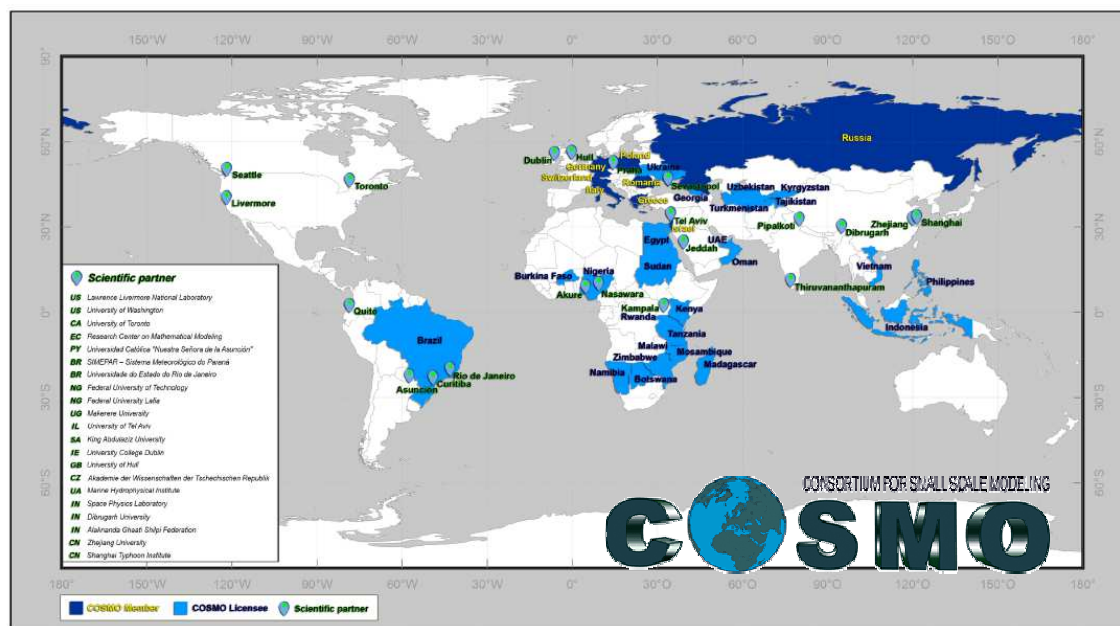 150°W 120°W 90°W 60°W 30°W 0° 30°O 60°O 90°O 120°O 150°O 180°
90°
60°N
30°N
0°
30°S
60°S
90°
60°N
30°N
0°
30°S
60°S
Russia
Dublin
Hull
Poland
Germany
Praha
Ukraine
Switzerland
Romania
Sevastopol
Italy
Greece
Georgia
Uzbekistan
Kyrgyzstan
Tajikistan
Turkmenistan
Seattle
Toronto
Livermore
Tel Aviv
Israel
Pipalkoti
Dibrugarh
Zhejiang
Shanghai
Egypt
Jeddah
UAE
Oman
Sudan
Burkina Faso
Nigeria
Akure
Nasawara
Vietnam
Philippines
Thiruvananthapuram
Quito
Kampala
Kenya
Rwanda
Indonesia
Brazil
Tanzania
Malawi
Mosambique
Zimbabwe
Madagascar
Namibia
Botswana
Rio de Janeiro
Curitiba
Asunción
Scientific partner
US Lawrence Livermore National Laboratory
US University of Washington
CA University of Toronto
EC Research Center on Mathematical Modeling
PY Universidad Católica "Nuestra Señora de la Asunción"
BR SIMEPAR – Sistema Meteorológico do Paraná
BR Universidade do Estado do Rio de Janeiro
NG Federal University of Technology
NG Federal University Lafia
UG Makerere University
IL University of Tel Aviv
SA King Abdulaziz University
IE University College Dublin
GB University of Hull
CZ Akademie der Wissenschaften der Tschechischen Republik
UA Marine Hydrophysical Institute
IN Space Physics Laboratory
IN Dibrugarh University
IN Alaknanda Ghaati Shilpi Federation
CN Zhejiang University
CN Shanghai Typhoon Institute
CONSORTIUM FOR SMALL SCALE MODELING
COSMO
180° 150°W 120°W 90°W 60°W 30°W 0° 30°O 60°O 90°O 120°O 150°O 180°
COSMO Member COSMO Licensee Scientific partner